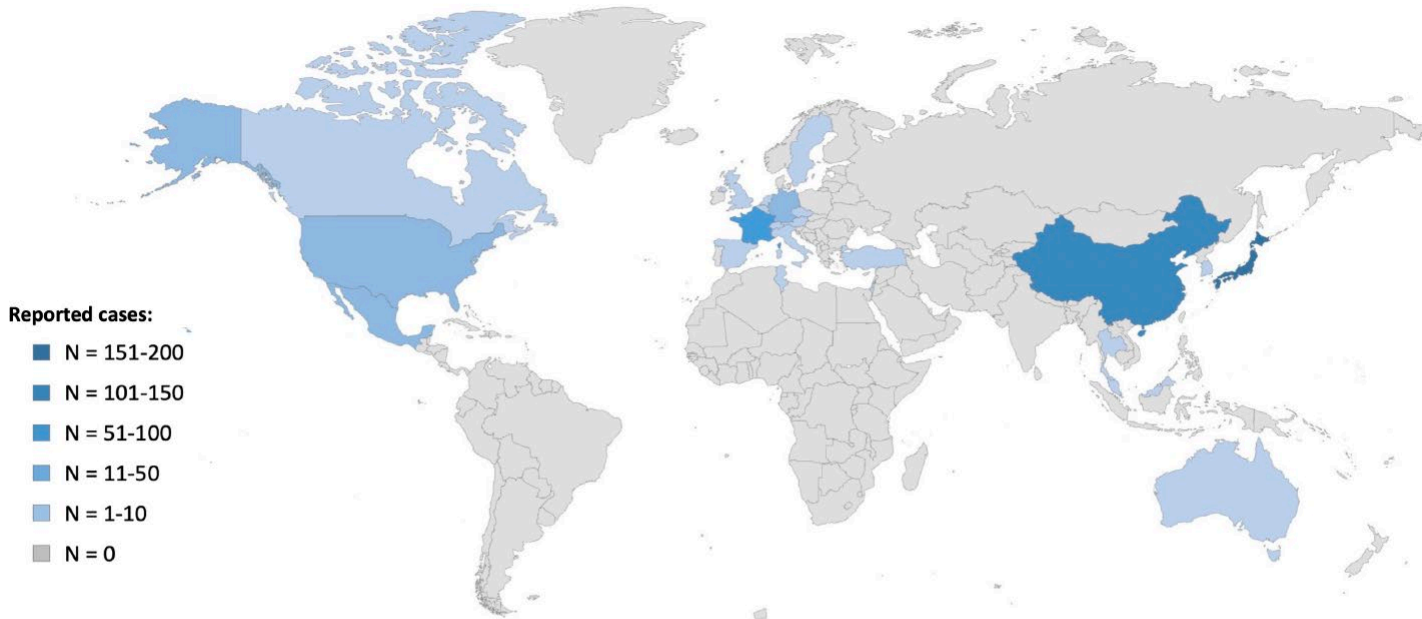 Reported cases:
N = 151-200
N = 101-150
N = 51-100
N = 11-50
N = 1-10
N = 0